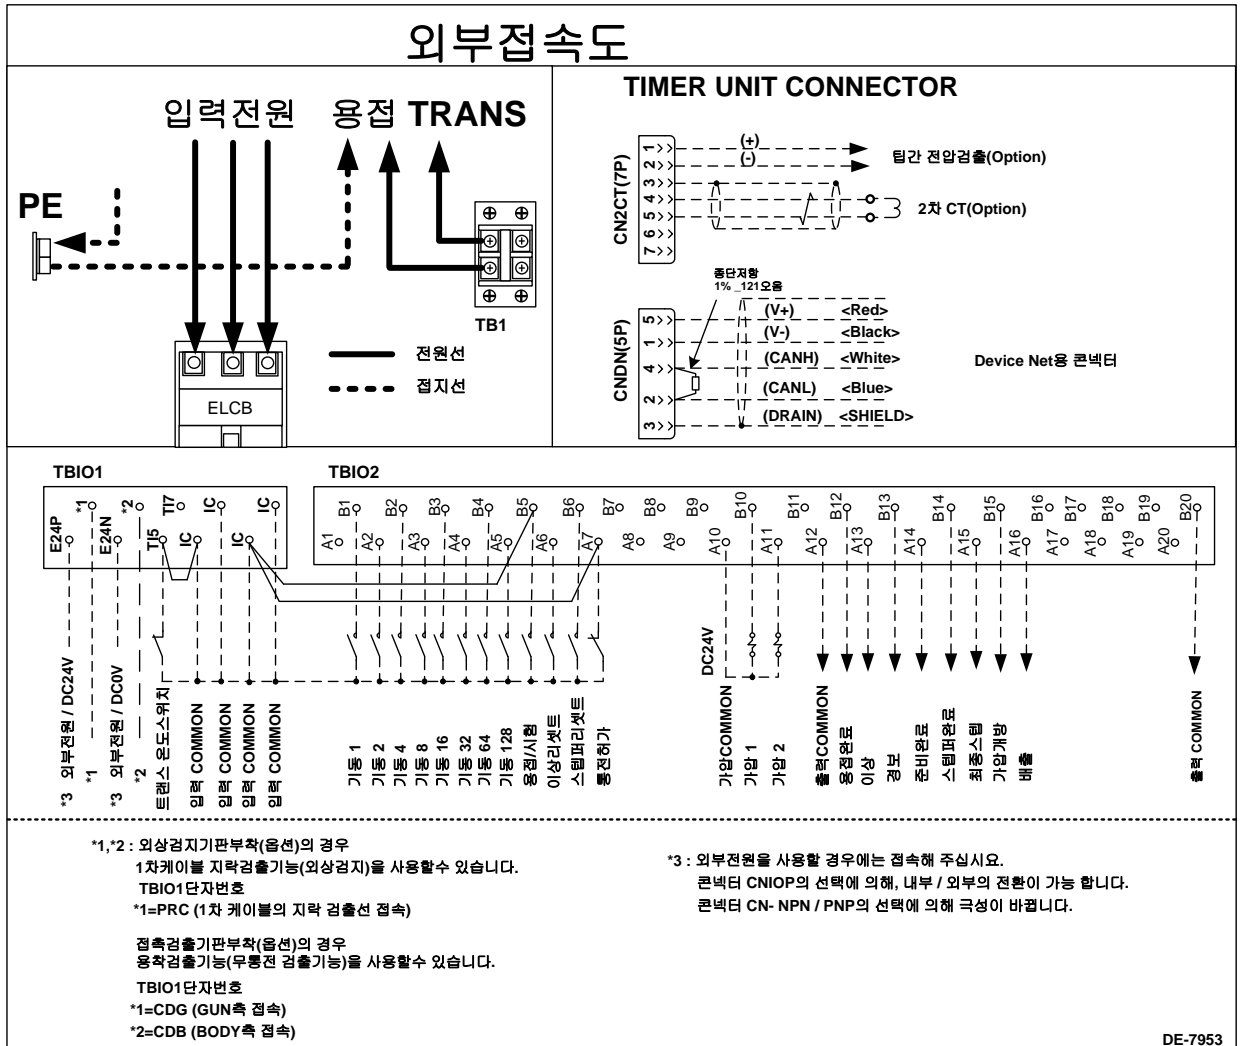 외부접속도
입력전원
용접 TRANS
PE
TB1
전원선
접지선
ELCB
TIMER UNIT CONNECTOR
CN2CT(7P)
1
2
3
4
5
6
7
(+)
(-)
팁간 전압검출(Option)
2차 CT(Option)
종단저항
1% _121오옴
CNDN(5P)
5
1
4
2
3
(V+) <Red>
(V-) <Black>
(CANH) <White>
(CANL) <Blue>
(DRAIN) <SHIELD>
Device Net용 콘넥터
TBIO1
E24P
*1
E24N
*2
TI5
TI7
IC
IC
IC
IC
TBIO2
B1
B2
B3
B4
B5
B6
B7
B8
B9
B10
B11
B12
B13
B14
B15
B16
B17
B18
B19
B20
A1
A2
A3
A4
A5
A6
A7
A8
A9
A10
A11
A12
A13
A14
A15
A16
A17
A18
A19
A20
DC24V
*3 외부전원 / DC24V
*1
*3 외부전원 / DC0V
*2
트랜스 온도스위치
입력 COMMON
입력 COMMON
입력 COMMON
입력 COMMON
기동 1
기동 2
기동 4
기동 8
기동 16
기동 32
기동 64
기동 128
용접/시험
이상리셋트
스텝퍼리셋트
통전허가
가압COMMON
가압 1
가압 2
출력COMMON
용접완료
이상
경보
준비완료
스텝퍼완료
최종스텝
가압개방
배출
출력 COMMON
*1,*2 : 외상검지기판부착(옵션)의 경우
1차케이블 지락검출기능(외상검지)을 사용할수 있습니다.
TBIO1단자번호
*1=PRC (1차 케이블의 지락 검출선 접속)
접촉검출기판부착(옵션)의 경우
용착검출기능(무통전 검출기능)을 사용할수 있습니다.
TBIO1단자번호
*1=CDG (GUN측 접속)
*2=CDB (BODY측 접속)
*3 : 외부전원을 사용할 경우에는 접속해 주십시요.
콘넥터 CNIOP의 선택에 의해, 내부 / 외부의 전환이 가능 합니다.
콘넥터 CN- NPN / PNP의 선택에 의해 극성이 바뀝니다.
DE-7953